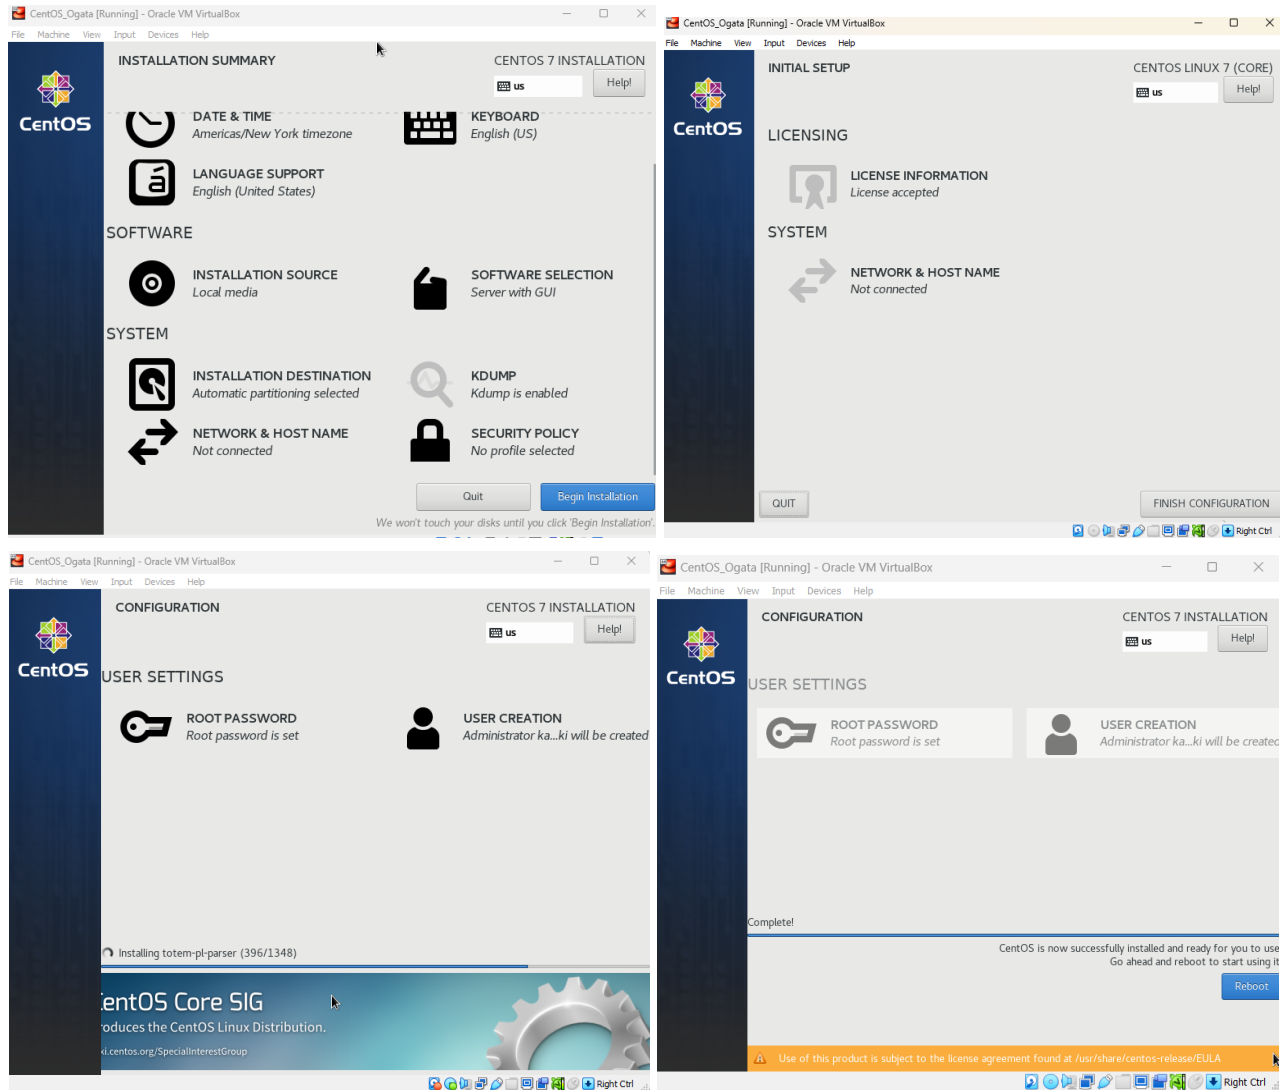 CentOS_Ogata [Running] - Oracle VM VirtualBox
File Machine View Input Devices Help
INSTALLATION SUMMARY
CENTOS 7 INSTALLATION
us
Help!
CentOS
DATE & TIME
Americas/New York timezone
KEYBOARD
English (US)
LANGUAGE SUPPORT
English (United States)
SOFTWARE
INSTALLATION SOURCE
Local media
SOFTWARE SELECTION
Server with GUI
SYSTEM
INSTALLATION DESTINATION
Automatic partitioning selected
KDUMP
Kdump is enabled
NETWORK & HOST NAME
Not connected
SECURITY POLICY
No profile selected
Quit
Begin Installation
We won't touch your disks until you click 'Begin Installation'.
CentOS_Ogata [Running] - Oracle VM VirtualBox
File Machine View Input Devices Help
INITIAL SETUP
CENTOS LINUX 7 (CORE)
us
Help!
CentOS
LICENSING
LICENSE INFORMATION
License accepted
SYSTEM
NETWORK & HOST NAME
Not connected
QUIT
FINISH CONFIGURATION
Right Ctrl
CentOS_Ogata [Running] - Oracle VM VirtualBox
File Machine View Input Devices Help
CONFIGURATION
CENTOS 7 INSTALLATION
us
Help!
CentOS
USER SETTINGS
ROOT PASSWORD
Root password is set
USER CREATION
Administrator ka...ki will be created
Installing totem-pl-parser (396/1348)
entOS Core SIG
roduces the CentOS Linux Distribution.
ki.centos.org/SpecialInterestGroup
Right Ctrl
CentOS_Ogata [Running] - Oracle VM VirtualBox
File Machine View Input Devices Help
CONFIGURATION
CENTOS 7 INSTALLATION
us
Help!
CentOS
USER SETTINGS
ROOT PASSWORD
Root password is set
USER CREATION
Administrator ka...ki will be created
Complete!
CentOS is now successfully installed and ready for you to use
Go ahead and reboot to start using it
Reboot
Use of this product is subject to the license agreement found at /usr/share/centos-release/EULA
Right Ctrl